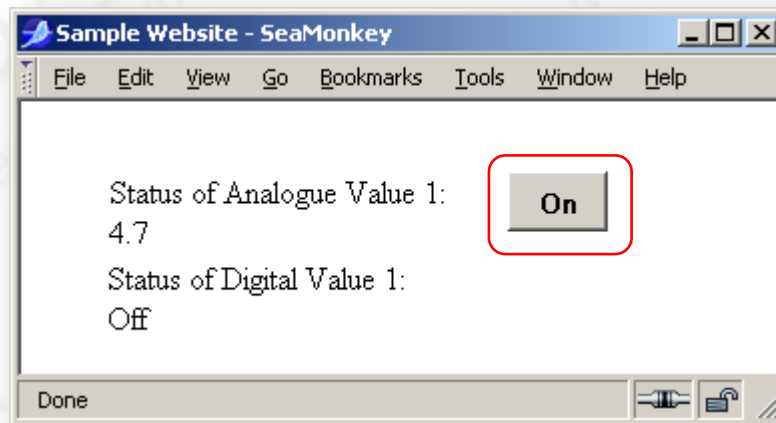 Sample Website - SeaMonkey
File Edit View Go Bookmarks Tools Window Help
Status of Analogue Value 1:
4.7
On
Status of Digital Value 1:
Off
Done